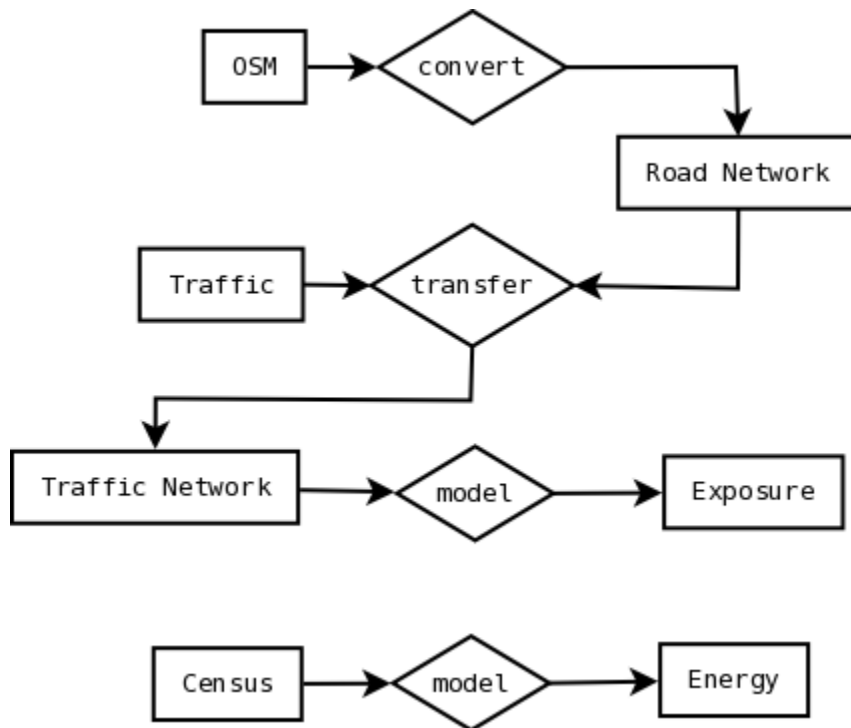 OSM
convert
Road Network
Traffic
transfer
Traffic Network
model
Exposure
Census
model
Energy